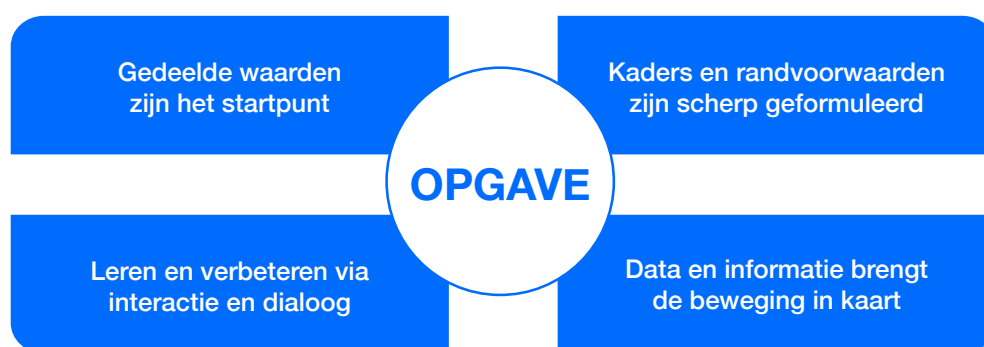 Gedeelde waarden
zijn het startpunt
Kaders en randvoorwaarden
zijn scherp geformuleerd
OPGAVE
Leren en verbeteren via
interactie en dialoog
Data en informatie brengt
de beweging in kaart